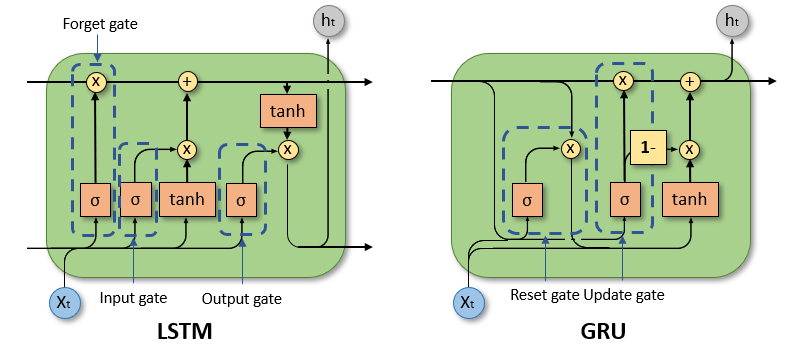 Forget gate
hₜ
x
+
tanh
x
x
σ
σ
tanh
σ
Xₜ
Input gate
Output gate
LSTM
hₜ
x
+
x
1-
x
σ
σ
tanh
Xₜ
Reset gate
Update gate
GRU